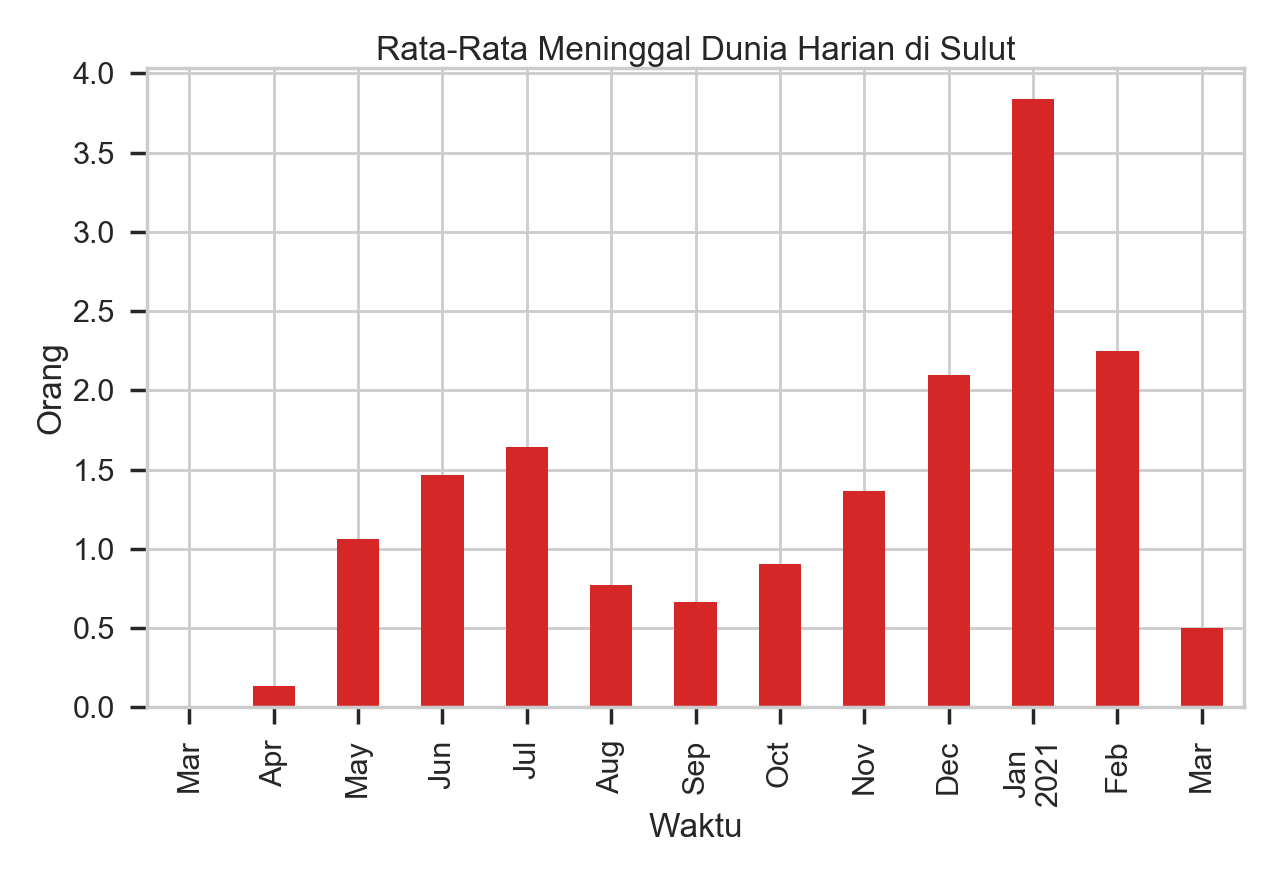 Rata-Rata Meninggal Dunia Harian di Sulut
4.0
3.5
3.0
2.5
2.0
1.5
1.0
0.5
0.0
Orang
Mar
Apr
May
Jun
Jul
Aug
Sep
Oct
Nov
Dec
Jan
2021
Feb
Mar
Waktu